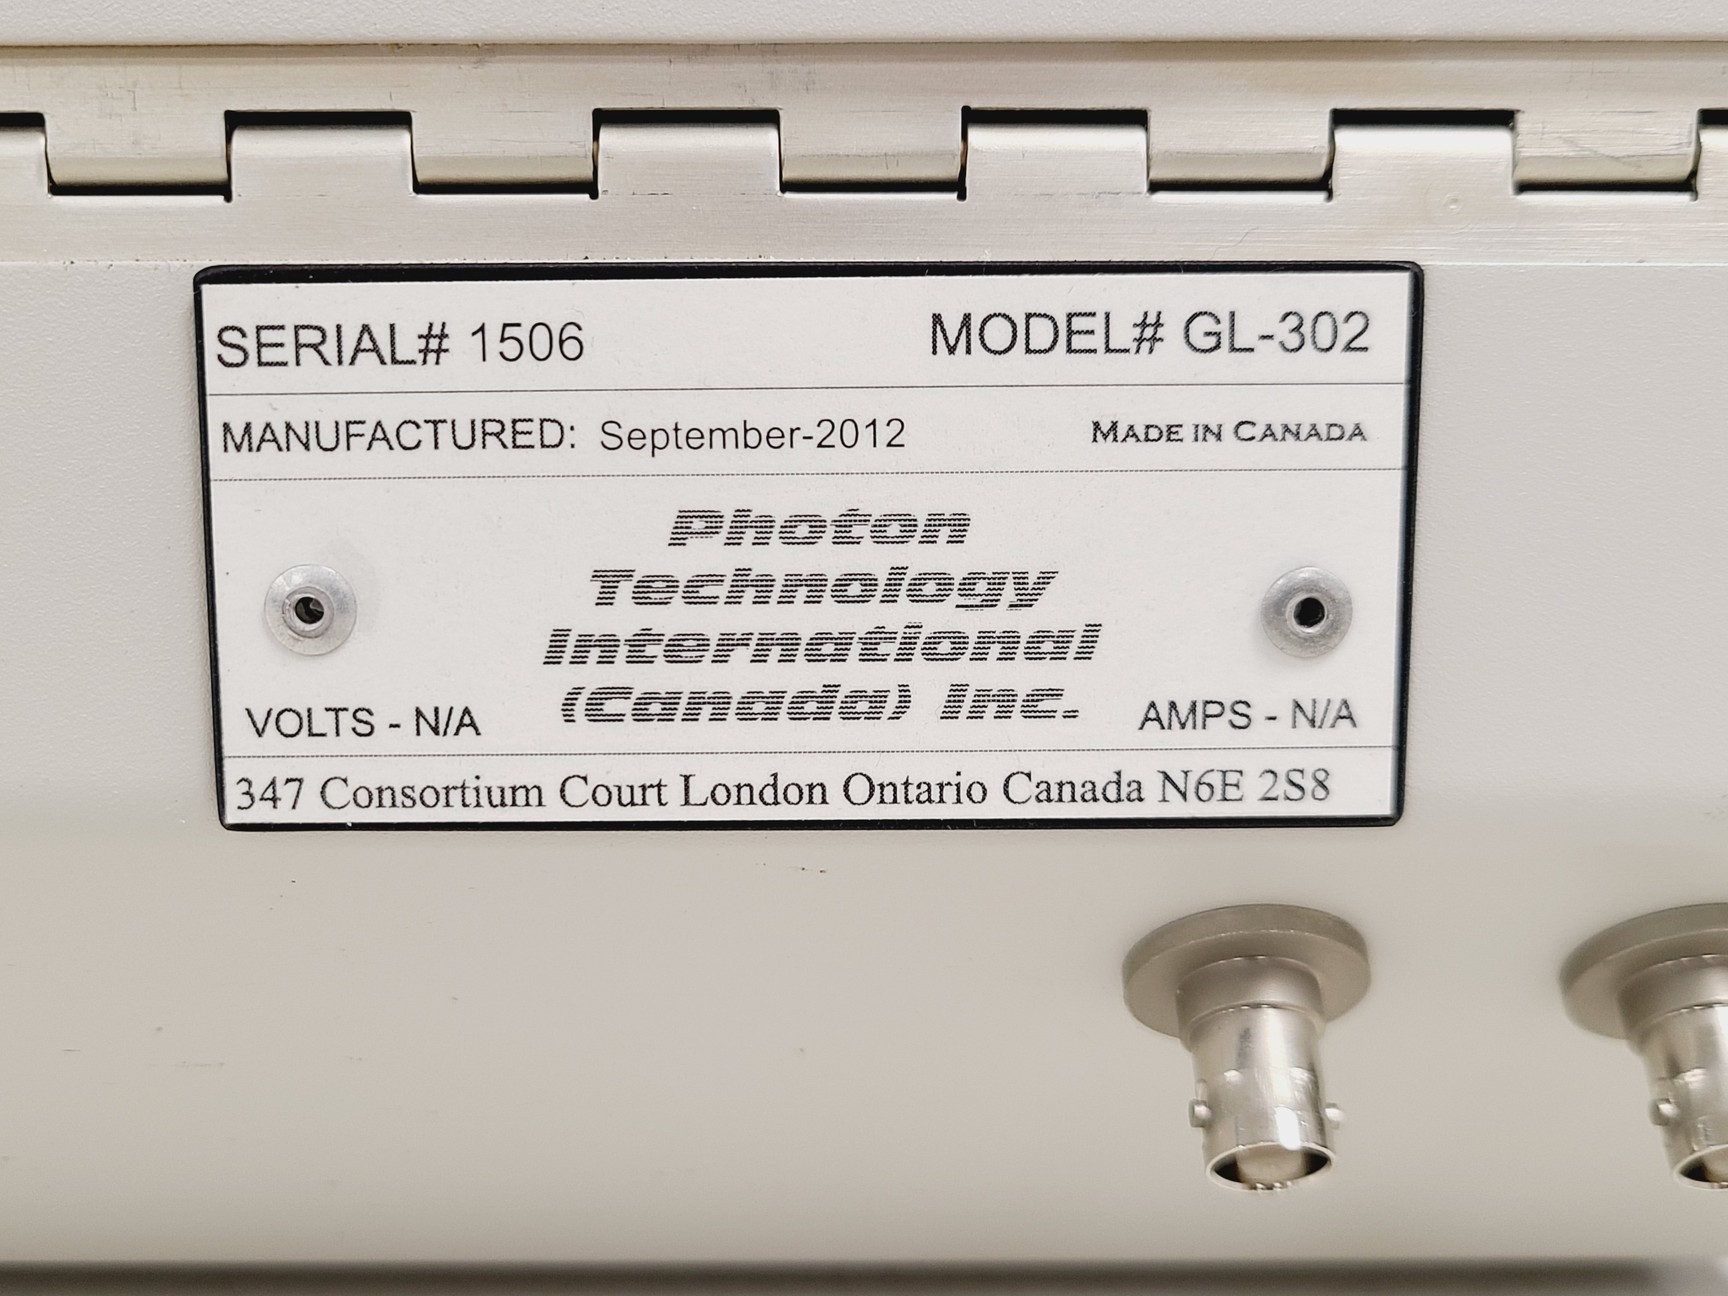 SERIAL# 1506 MODEL# GL-302
MANUFACTURED: September-2012 MADE IN CANADA
Photon
Technology
International
(Canada) Inc.
VOLTS - N/A AMPS - N/A
347 Consortium Court London Ontario Canada N6E 2S8